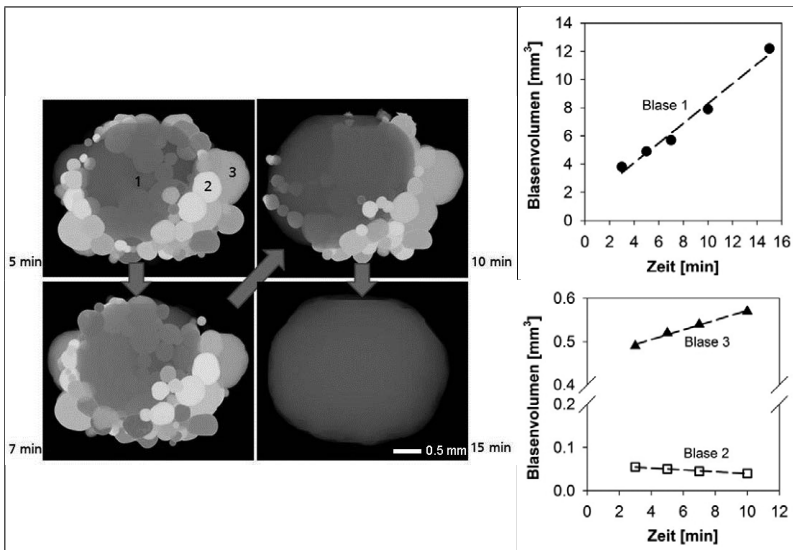 1
2
3
5 min
10 min
7 min
0.5 mm
15 min
Blasenvolumen [mm³]
14
12
10
8
6
4
2
0
Blase 1
0 2 4 6 8 10 12 14 16
Zeit [min]
Blasenvolumen [mm³]
0.6
0.5
0.4
0.2
0.1
0.0
Blase 3
Blase 2
0 2 4 6 8 10 12
Zeit [min]